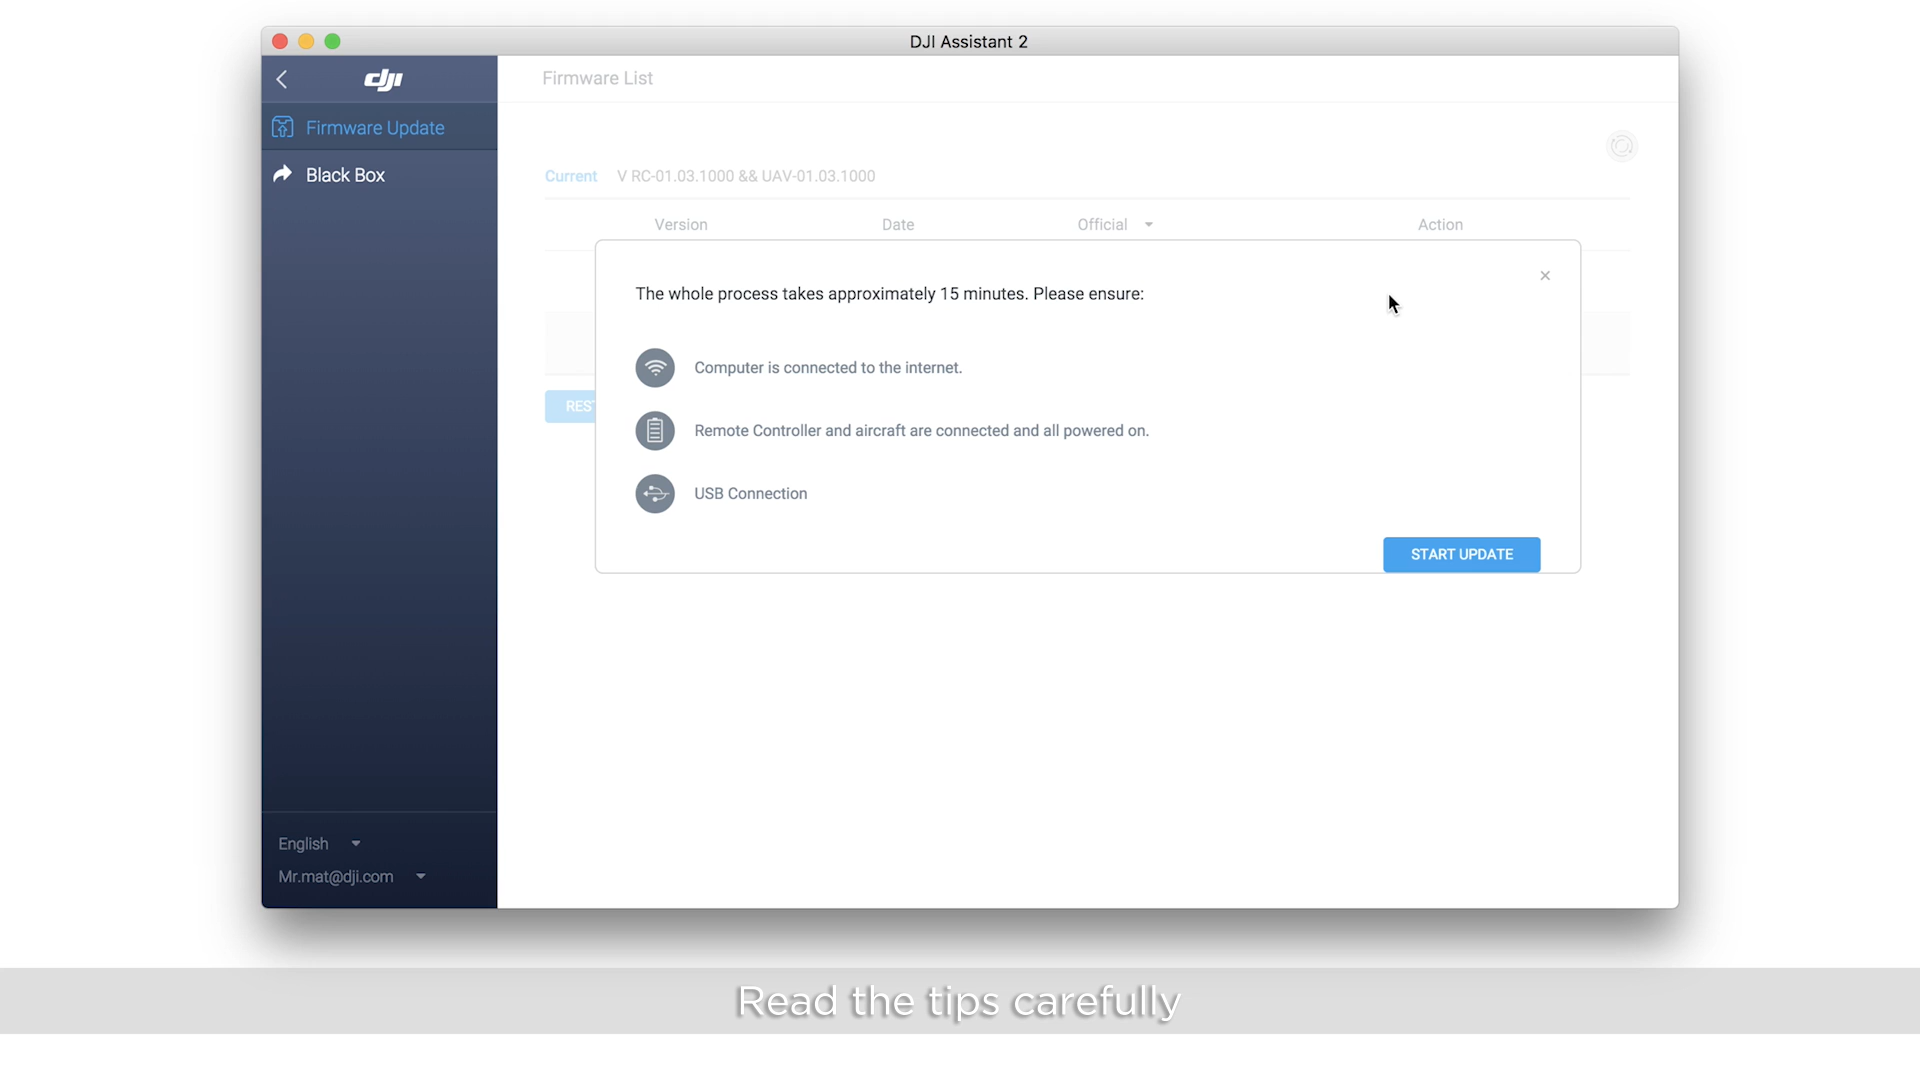 DJI Assistant 2
dji
Firmware List
Firmware Update
Black Box
Current V RC-01.03.1000 && UAV-01.03.1000
Version Date Official Action
The whole process takes approximately 15 minutes. Please ensure:
Computer is connected to the internet.
REST
Remote Controller and aircraft are connected and all powered on.
USB Connection
START UPDATE
English
Mr.mat@dji.com
Read the tips carefully